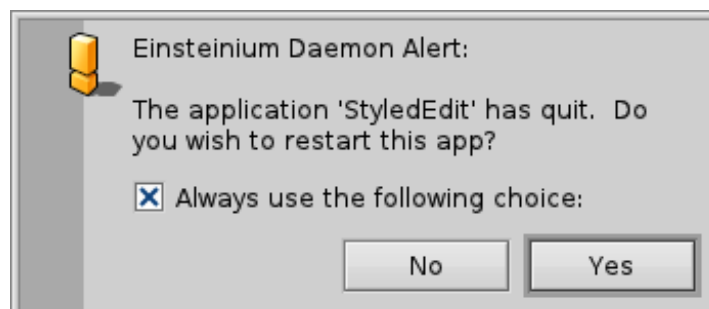 Einsteinium Daemon Alert:
The application 'StyledEdit' has quit.  Do
you wish to restart this app?
Always use the following choice:
No
Yes